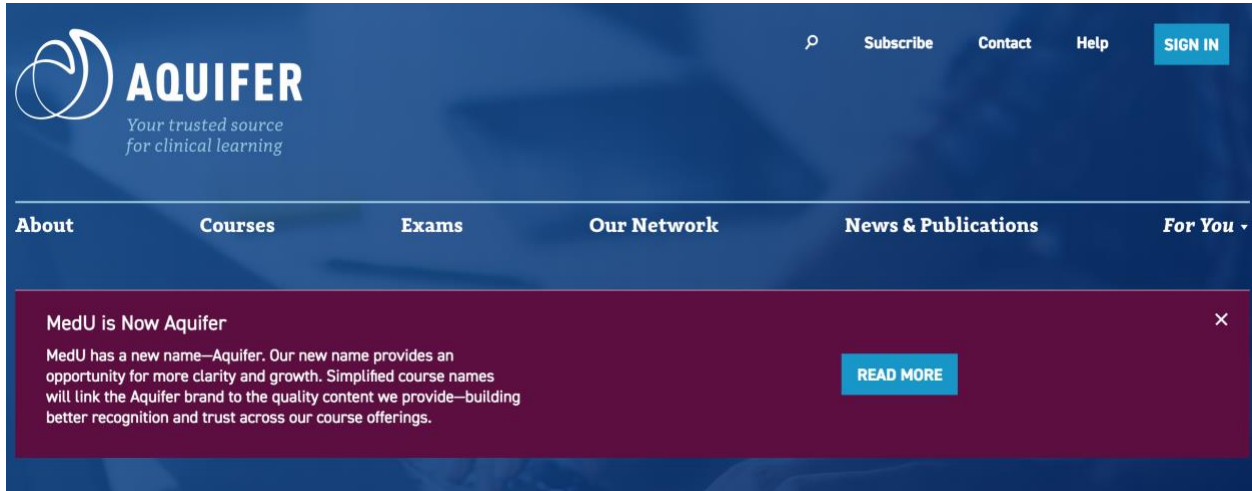 Subscribe Contact Help SIGN IN
AQUIFER
Your trusted source
for clinical learning
About Courses Exams Our Network News & Publications For You
MedU is Now Aquifer
MedU has a new name—Aquifer. Our new name provides an
opportunity for more clarity and growth. Simplified course names
will link the Aquifer brand to the quality content we provide—building
better recognition and trust across our course offerings.
READ MORE